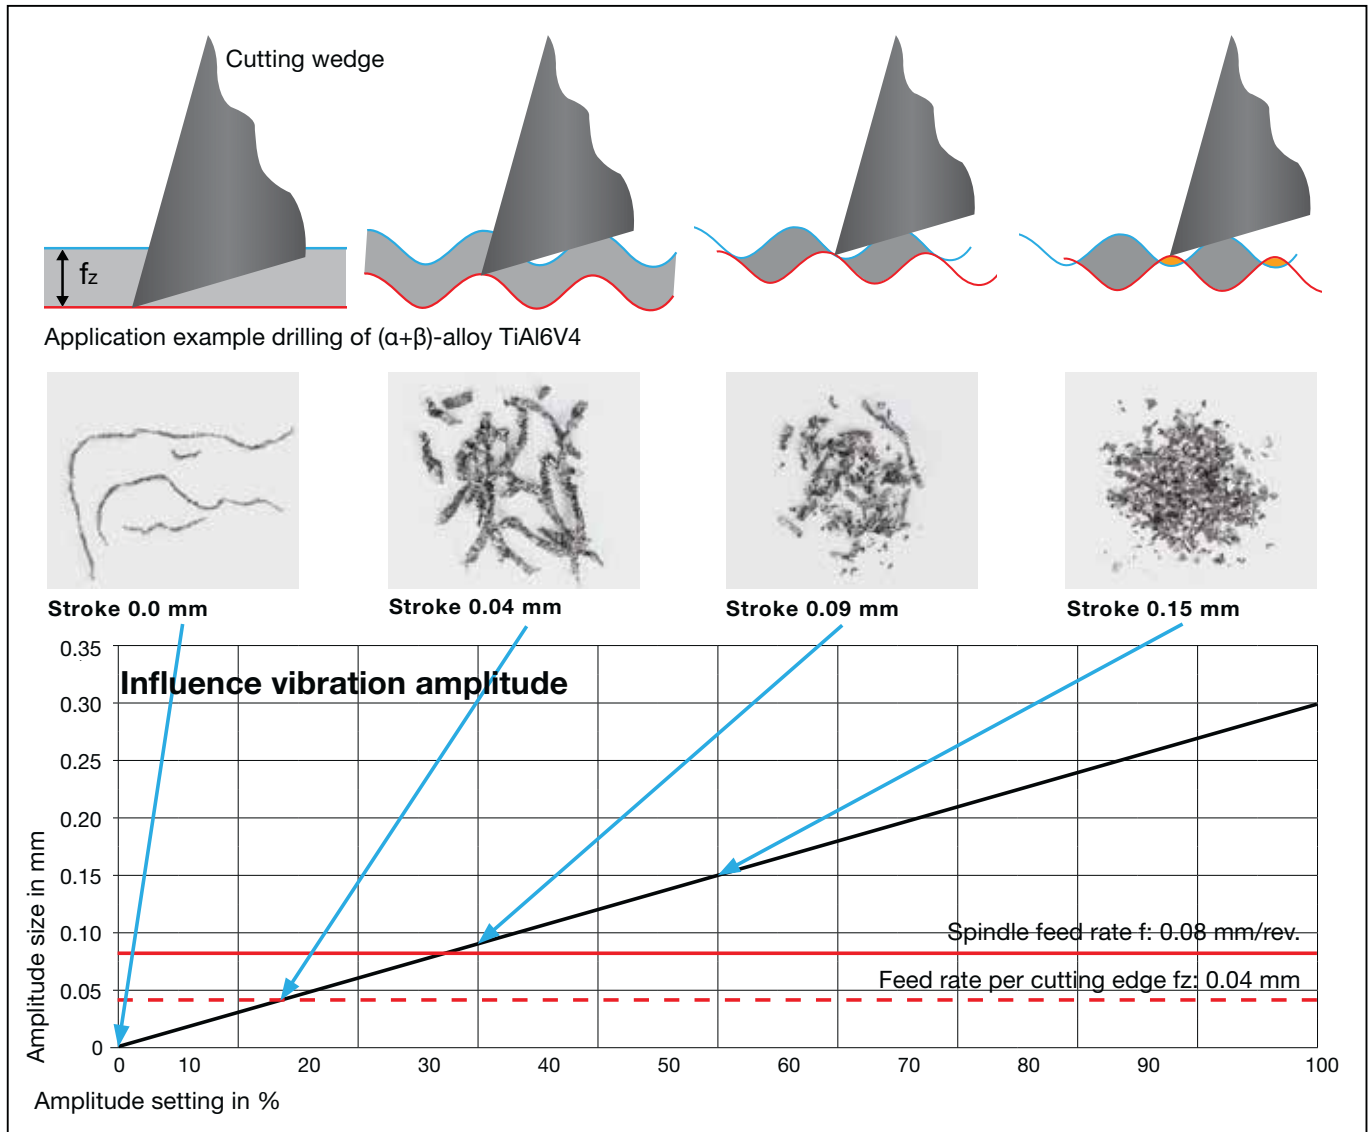 Cutting wedge
fz
Application example drilling of (α+β)-alloy TiAl6V4
Stroke 0.0 mm
Stroke 0.04 mm
Stroke 0.09 mm
Stroke 0.15 mm
Influence vibration amplitude
0.35
0.30
0.25
0.20
0.15
0.10
0.05
0
Amplitude size in mm
Spindle feed rate f: 0.08 mm/rev.
Feed rate per cutting edge fz: 0.04 mm
0 10 20 30 40 50 60 70 80 90 100
Amplitude setting in %